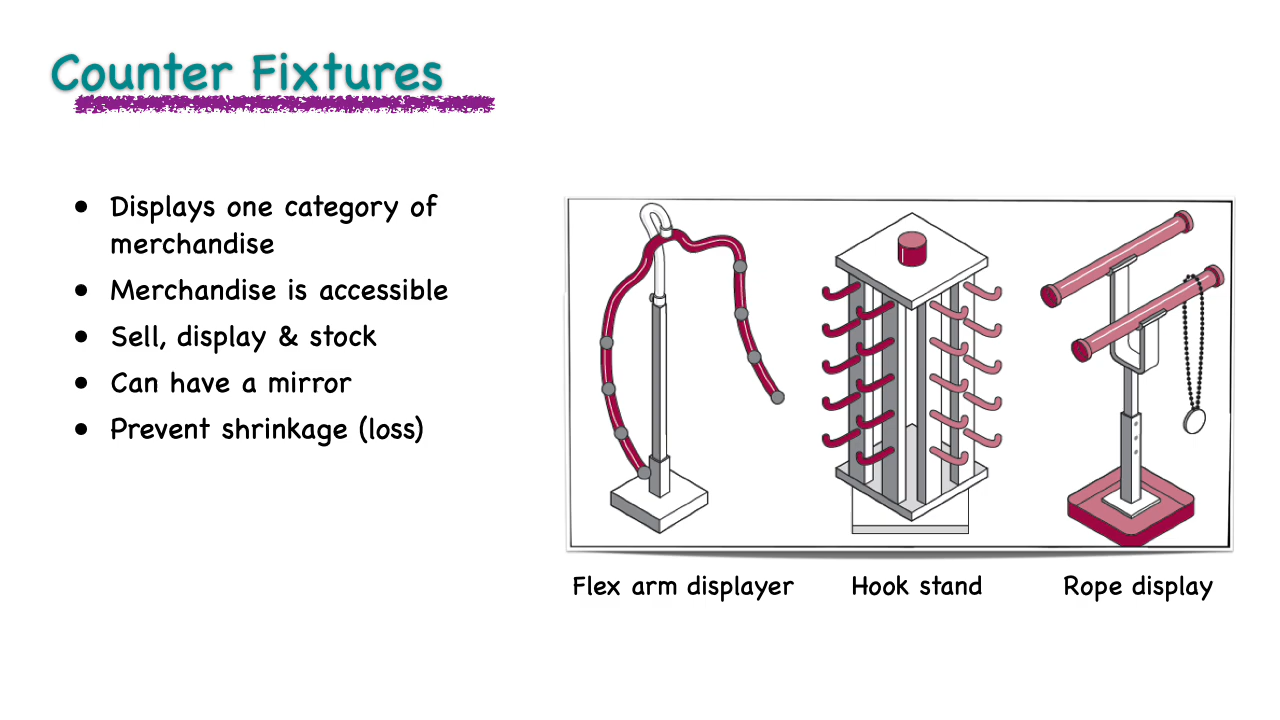 Counter Fixtures
• Displays one category of
merchandise
• Merchandise is accessible
• Sell, display & stock
• Can have a mirror
• Prevent shrinkage (loss)
Flex arm displayer
Hook stand
Rope display